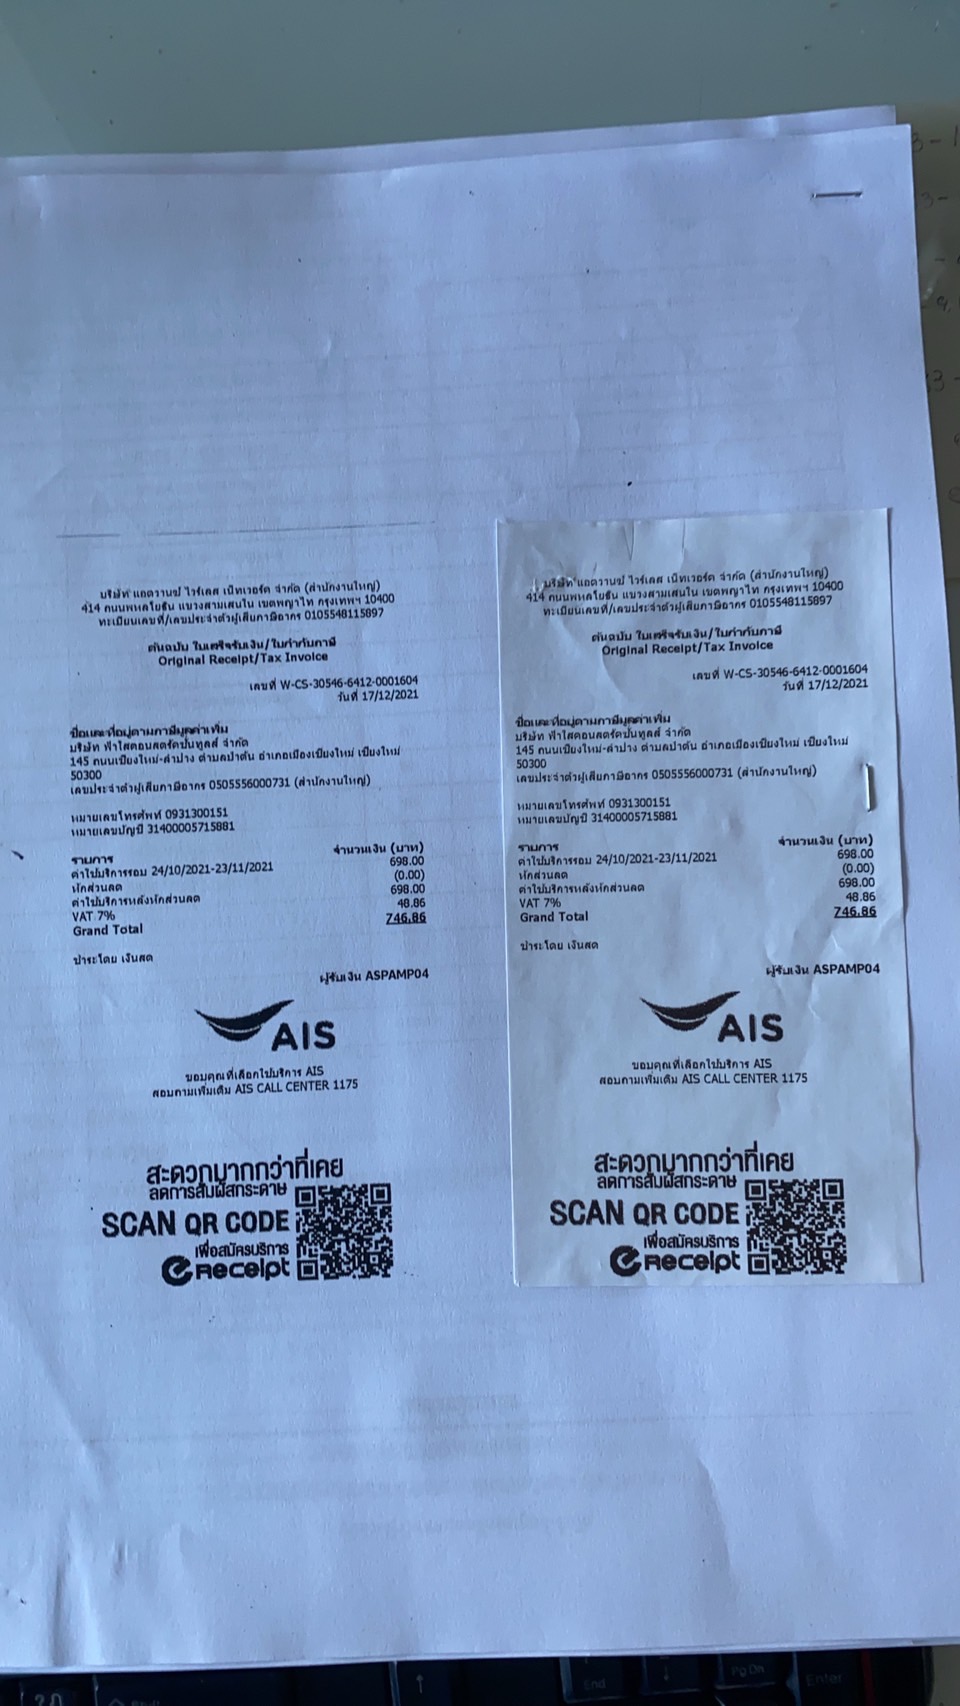 บริษัท แอดวานซ์ ไวร์เลส เน็ทเวอร์ค จำกัด (สำนักงานใหญ่)
414 ถนนพหลโยธิน แขวงสามเสนใน เขตพญาไท กรุงเทพฯ 10400
ทะเบียนเลขที่/เลขประจำตัวผู้เสียภาษีอากร 0105548115897
ต้นฉบับ ใบเสร็จรับเงิน/ใบกำกับภาษี
Original Receipt/Tax Invoice
เลขที่ W-CS-30546-6412-0001604
วันที่ 17/12/2021
ชื่อและที่อยู่ตามภาษีมูลค่าเพิ่ม
บริษัท ฟ้าใสคอนสตรัคชั่นทูลส์ จำกัด
145 ถนนเชียงใหม่-ลำปาง ตำบลป่าตัน อำเภอเมืองเชียงใหม่ เชียงใหม่
50300
เลขประจำตัวผู้เสียภาษีอากร 0505556000731 (สำนักงานใหญ่)
หมายเลขโทรศัพท์ 0931300151
หมายเลขบัญชี 31400005715881
รายการ จำนวนเงิน (บาท)
ค่าใช้บริการรอบ 24/10/2021-23/11/2021 698.00
หักส่วนลด (0.00)
ค่าใช้บริการหลังหักส่วนลด 698.00
VAT 7% 48.86
Grand Total 746.86
ชำระโดย เงินสด
ผู้รับเงิน ASPAMP04
AIS
ขอบคุณที่เลือกใช้บริการ AIS
สอบถามเพิ่มเติม AIS CALL CENTER 1175
สะดวกมากกว่าที่เคย
ลดการสัมผัสกระดาษ
SCAN QR CODE
เพื่อสมัครบริการ
eReceipt
บริษัท แอดวานซ์ ไวร์เลส เน็ทเวอร์ค จำกัด (สำนักงานใหญ่)
414 ถนนพหลโยธิน แขวงสามเสนใน เขตพญาไท กรุงเทพฯ 10400
ทะเบียนเลขที่/เลขประจำตัวผู้เสียภาษีอากร 0105548115897
ต้นฉบับ ใบเสร็จรับเงิน/ใบกำกับภาษี
Original Receipt/Tax Invoice
เลขที่ W-CS-30546-6412-0001604
วันที่ 17/12/2021
ชื่อและที่อยู่ตามภาษีมูลค่าเพิ่ม
บริษัท ฟ้าใสคอนสตรัคชั่นทูลส์ จำกัด
145 ถนนเชียงใหม่-ลำปาง ตำบลป่าตัน อำเภอเมืองเชียงใหม่ เชียงใหม่
50300
เลขประจำตัวผู้เสียภาษีอากร 0505556000731 (สำนักงานใหญ่)
หมายเลขโทรศัพท์ 0931300151
หมายเลขบัญชี 31400005715881
รายการ จำนวนเงิน (บาท)
ค่าใช้บริการรอบ 24/10/2021-23/11/2021 698.00
หักส่วนลด (0.00)
ค่าใช้บริการหลังหักส่วนลด 698.00
VAT 7% 48.86
Grand Total 746.86
ชำระโดย เงินสด
ผู้รับเงิน ASPAMP04
AIS
ขอบคุณที่เลือกใช้บริการ AIS
สอบถามเพิ่มเติม AIS CALL CENTER 1175
สะดวกมากกว่าที่เคย
ลดการสัมผัสกระดาษ
SCAN QR CODE
เพื่อสมัครบริการ
eReceipt
End
Pg Dn
Enter